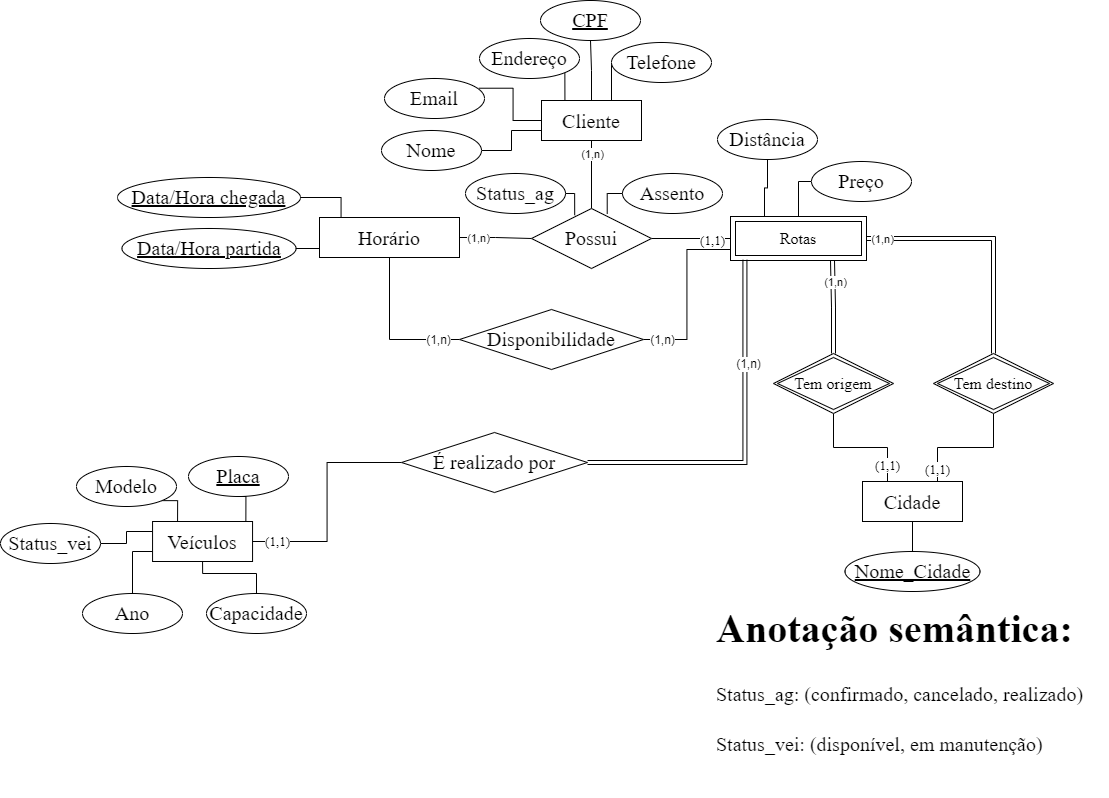 CPF
Endereço
Telefone
Email
Cliente
Nome
(1,n)
Distância
Preço
Status_ag
Assento
Data/Hora chegada
Data/Hora partida
Horário
(1,n)
Possui
(1,1)
Rotas
(1,n)
(1,n)
(1,n)
Disponibilidade
(1,n)
(1,n)
Tem origem
Tem destino
É realizado por
(1,1)
(1,1)
Modelo
Placa
Status_vei
Veículos
(1,1)
Ano
Capacidade
Cidade
Nome_Cidade
Anotação semântica:
Status_ag: (confirmado, cancelado, realizado)
Status_vei: (disponível, em manutenção)